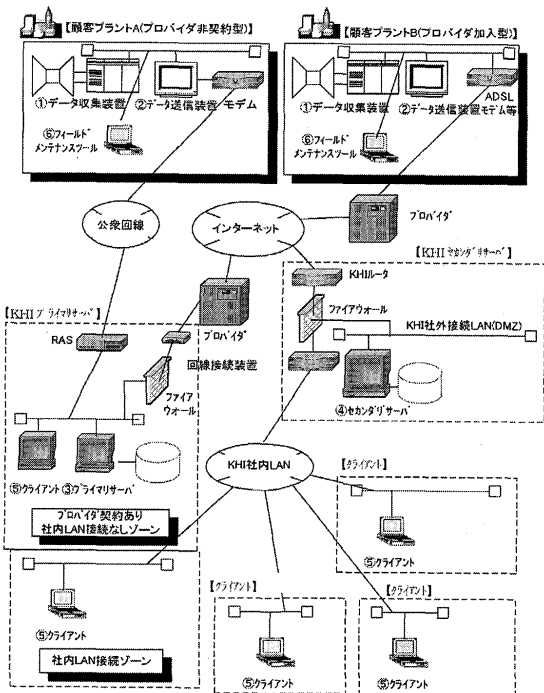 【顧客プラントA(プロバイダ非契約型)】
①データ収集装置
②データ送信装置
モデム
⑥フィールド
メンテナンスツール
【顧客プラントB(プロバイダ加入型)】
①データ収集装置
②データ送信装置
ADSL
モデム等
⑥フィールド
メンテナンスツール
公衆回線
インターネット
プロバイダ
【KHIセカンダリサーバ】
KHIルータ
ファイアウォール
KHI社外接続LAN(DMZ)
④セカンダリサーバ
【KHIプライマリサーバ】
RAS
プロバイダ
回線接続装置
ファイア
ウォール
⑤クライアント
③プライマリサーバ
プロバイダ契約あり
社内LAN接続なしゾーン
KHI社内LAN
【クライアント】
⑤クライアント
⑤クライアント
社内LAN接続ゾーン
【クライアント】
⑤クライアント
【クライアント】
⑤クライアント